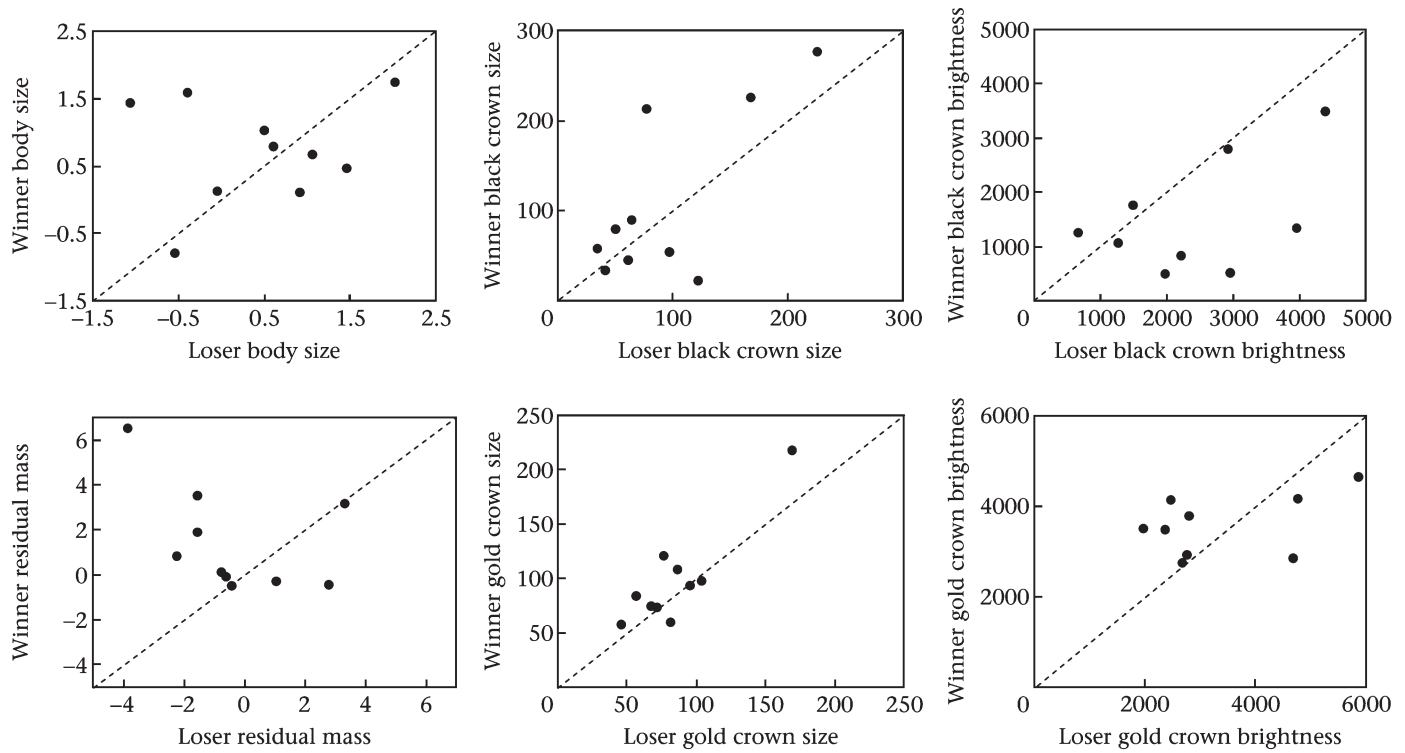 2.5
1.5
0.5
–0.5
–1.5
–1.5 –0.5 0.5 1.5 2.5
Winner body size
Loser body size
300
200
100
0 100 200 300
Winner black crown size
Loser black crown size
5000
4000
3000
2000
1000
0 1000 2000 3000 4000 5000
Winner black crown brightness
Loser black crown brightness
6
4
2
0
–2
–4
–4 –2 0 2 4 6
Winner residual mass
Loser residual mass
250
200
150
100
50
0 50 100 150 200 250
Winner gold crown size
Loser gold crown size
6000
4000
2000
0 2000 4000 6000
Winner gold crown brightness
Loser gold crown brightness